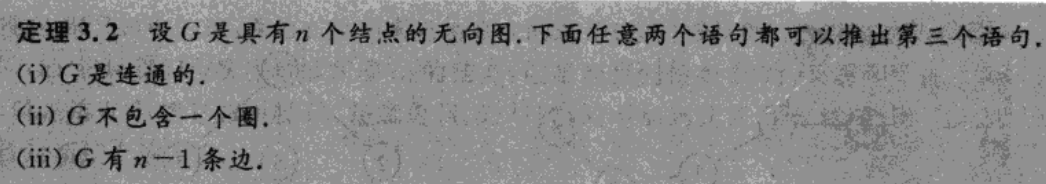 定理3.2 设G是具有n个结点的无向图.下面任意两个语句都可以推出第三个语句.
(i) G是连通的.
(ii) G不包含一个圈.
(iii) G有n-1条边.